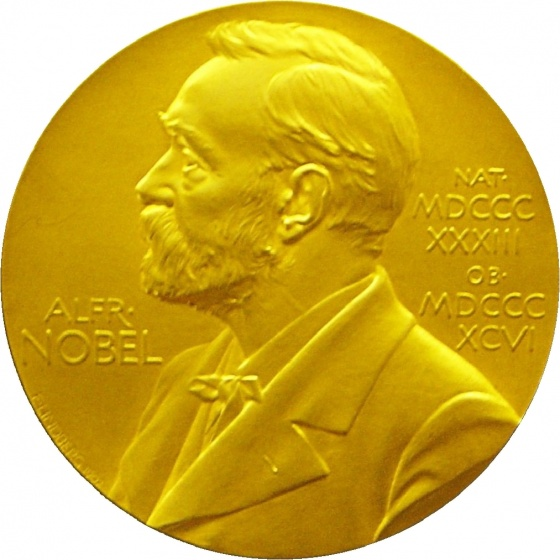 ALFR·
NOBEL
NAT·
MDCCC
XXXIII
OB·
MDCCC
XCVI